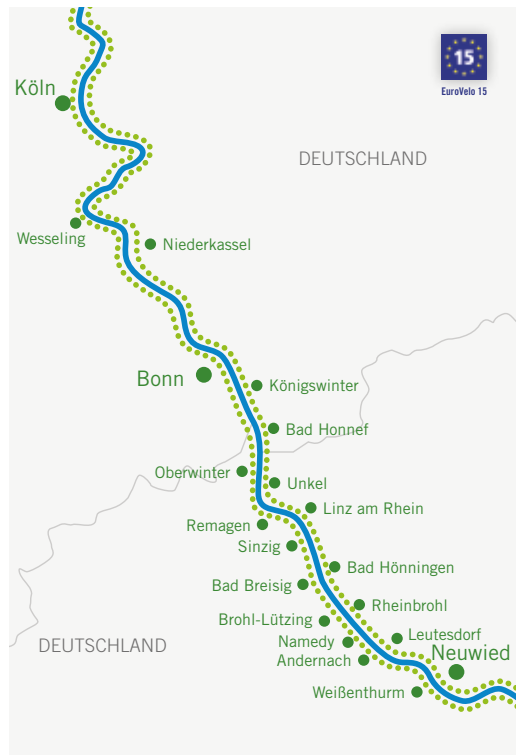 15
EuroVelo 15
Köln
DEUTSCHLAND
Wesseling
Niederkassel
Bonn
Königswinter
Bad Honnef
Oberwinter
Unkel
Linz am Rhein
Remagen
Sinzig
Bad Hönningen
Bad Breisig
Rheinbrohl
Brohl-Lützing
Leutesdorf
Namedy
DEUTSCHLAND
Neuwied
Andernach
Weißenthurm